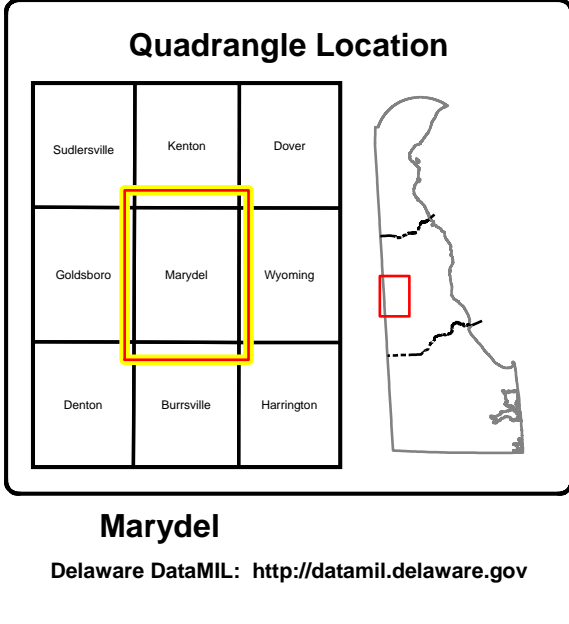 Quadrangle Location
Sudlersville Kenton Dover
Goldsboro Marydel Wyoming
Denton Burrsville Harrington
Marydel
Delaware DataMIL: http://datamil.delaware.gov